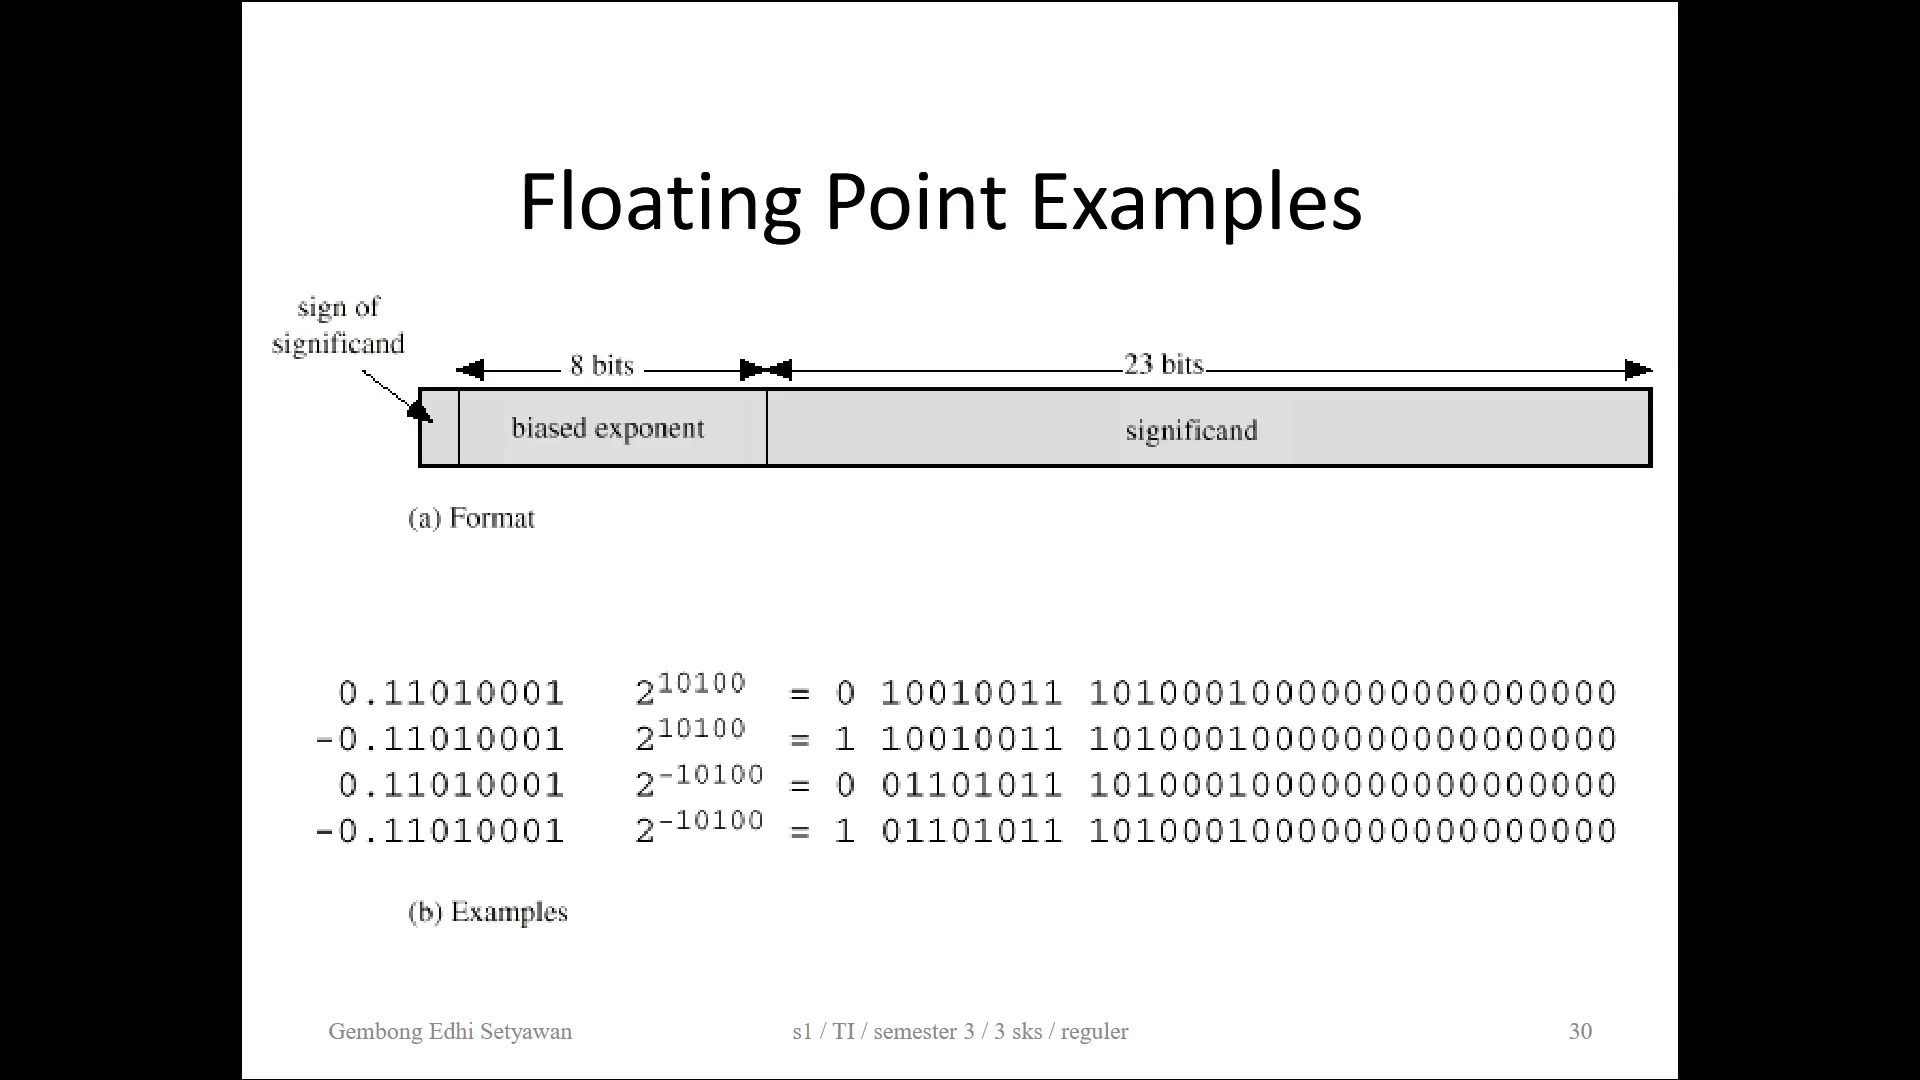 Floating Point Examples
sign of
significand
8 bits
23 bits
biased exponent
significand
(a) Format
0.11010001 2^10100 = 0 10010011 10100010000000000000000
-0.11010001 2^10100 = 1 10010011 10100010000000000000000
0.11010001 2^-10100 = 0 01101011 10100010000000000000000
-0.11010001 2^-10100 = 1 01101011 10100010000000000000000
(b) Examples
Gembong Edhi Setyawan
s1 / TI / semester 3 / 3 sks / reguler
30